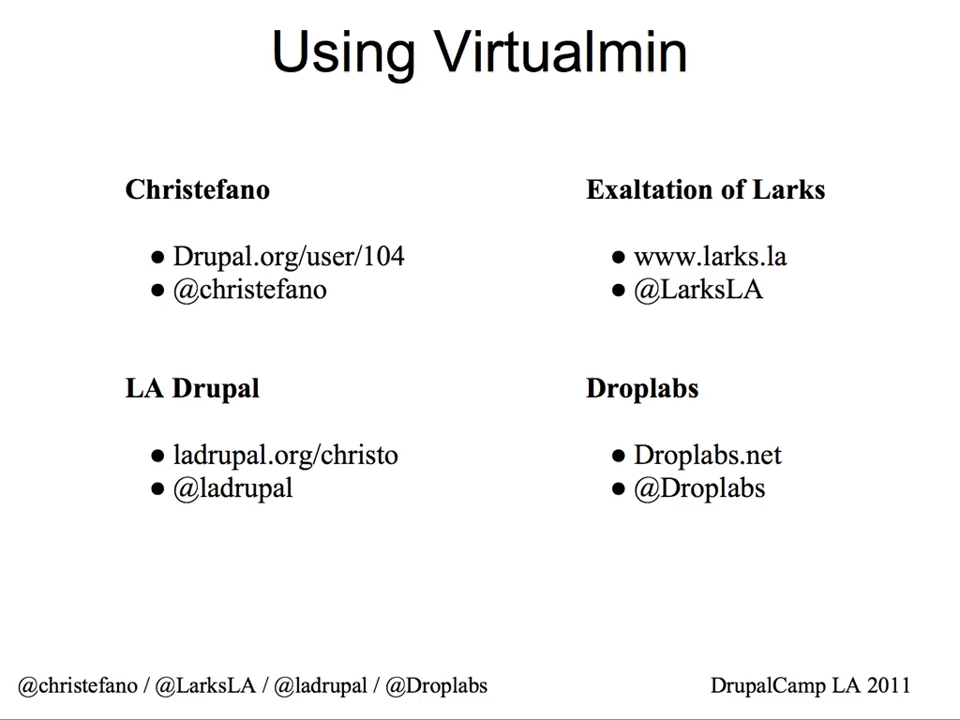 Using Virtualmin
Christefano
● Drupal.org/user/104
● @christefano
Exaltation of Larks
● www.larks.la
● @LarksLA
LA Drupal
● ladrupal.org/christo
● @ladrupal
Droplabs
● Droplabs.net
● @Droplabs
@christefano / @LarksLA / @ladrupal / @Droplabs
DrupalCamp LA 2011